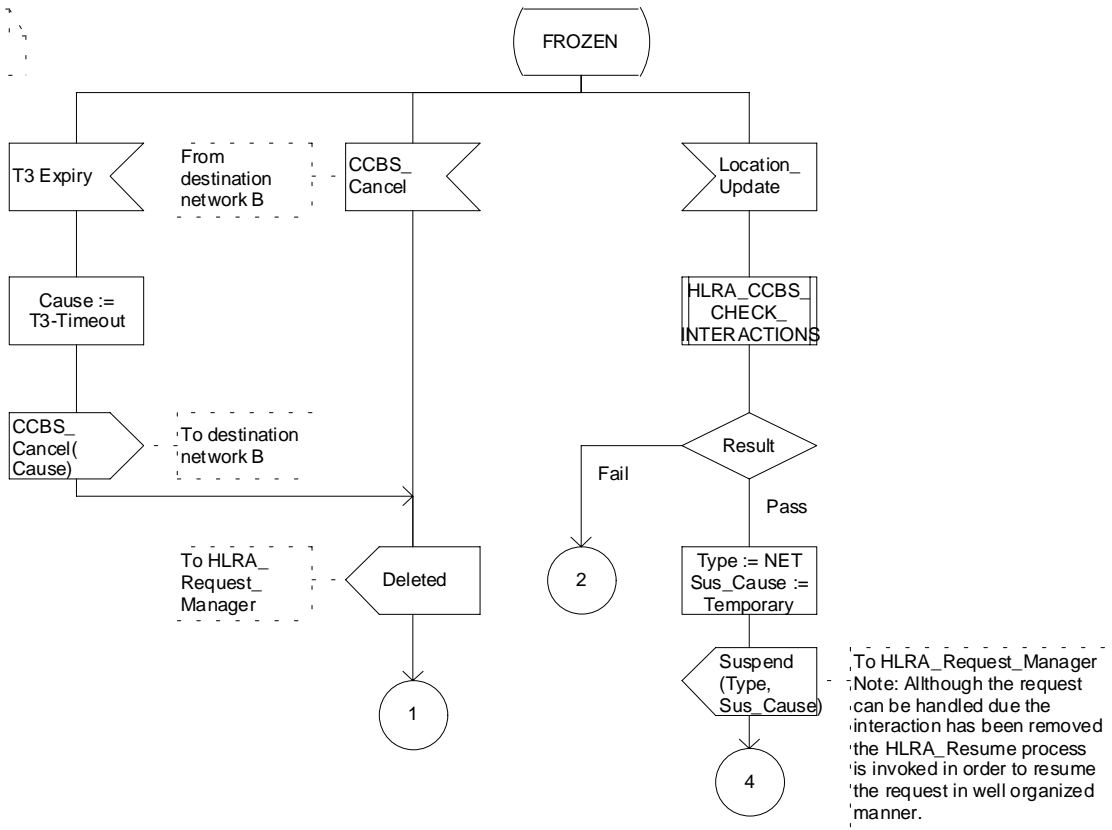 FROZEN
T3 Expiry
From
destination
network B
CCBS_
Cancel
Location_
Update
Cause :=
T3-Timeout
HLRA_CCBS_
CHECK_
INTERACTIONS
CCBS_
Cancel(
Cause)
To destination
network B
Result
Fail
Pass
To HLRA_
Request_
Manager
Deleted
2
Type := NET
Sus_Cause :=
Temporary
1
Suspend
(Type,
Sus_Cause)
To HLRA_Request_Manager
Note: Allthough the request
can be handled due the
interaction has been removed
the HLRA_Resume process
is invoked in order to resume
the request in well organized
manner.
4